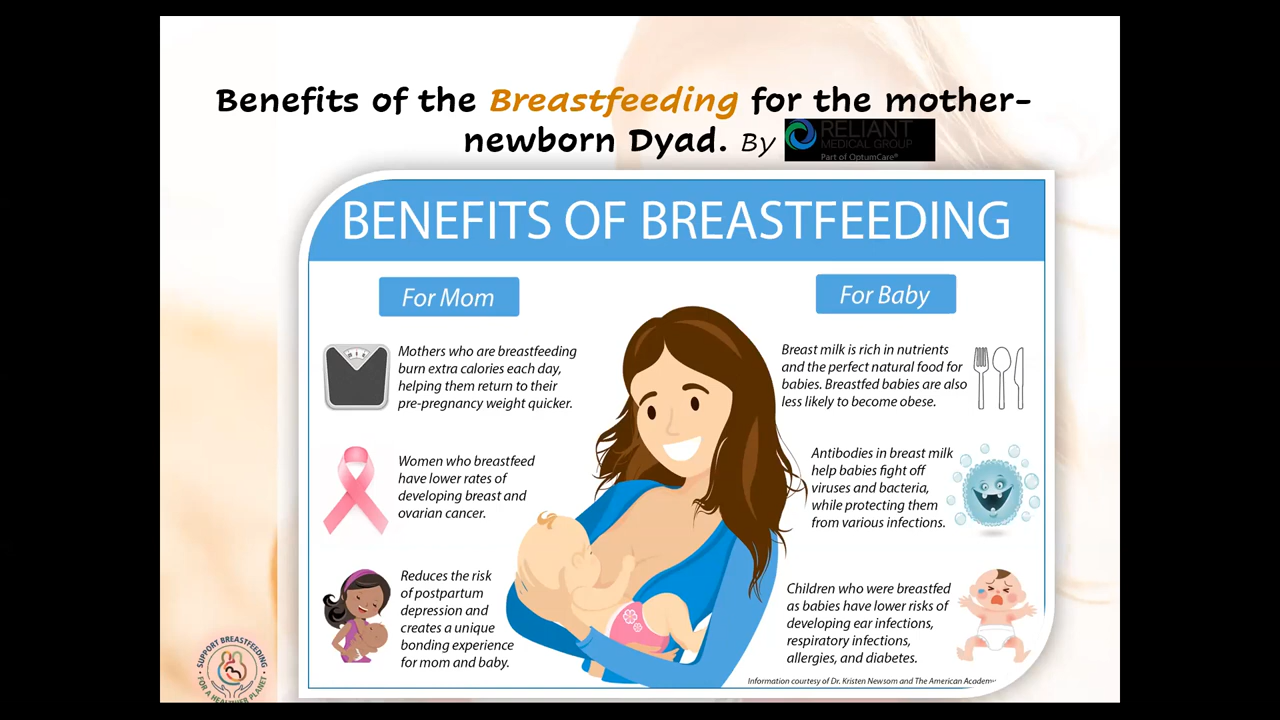 Benefits of the Breastfeeding for the mother-
newborn Dyad. By
RELIANT
MEDICAL GROUP
Part of OptumCare®
BENEFITS OF BREASTFEEDING
For Mom
Mothers who are breastfeeding
burn extra calories each day,
helping them return to their
pre-pregnancy weight quicker.
Women who breastfeed
have lower rates of
developing breast and
ovarian cancer.
Reduces the risk
of postpartum
depression and
creates a unique
bonding experience
for mom and baby.
For Baby
Breast milk is rich in nutrients
and the perfect natural food for
babies. Breastfed babies are also
less likely to become obese.
Antibodies in breast milk
help babies fight off
viruses and bacteria,
while protecting them
from various infections.
Children who were breastfed
as babies have lower risks of
developing ear infections,
respiratory infections,
allergies, and diabetes.
Information courtesy of Dr. Kristen Newsom and The American Academy
SUPPORT BREASTFEEDING
FOR A HEALTHIER PLANET